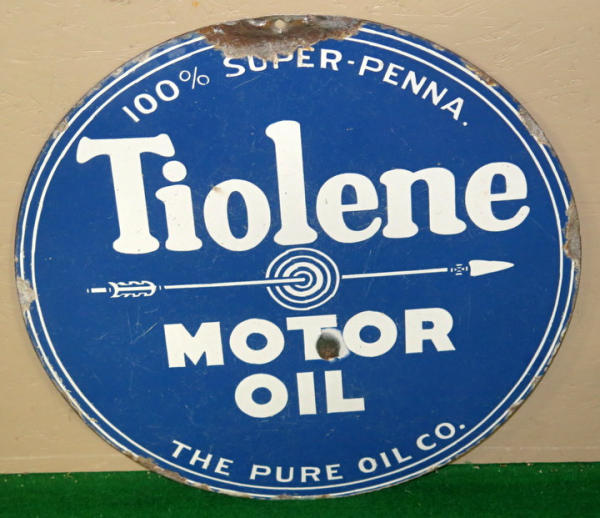 100% SUPER-PENNA.
Tiolene
MOTOR
OIL
THE PURE OIL CO.